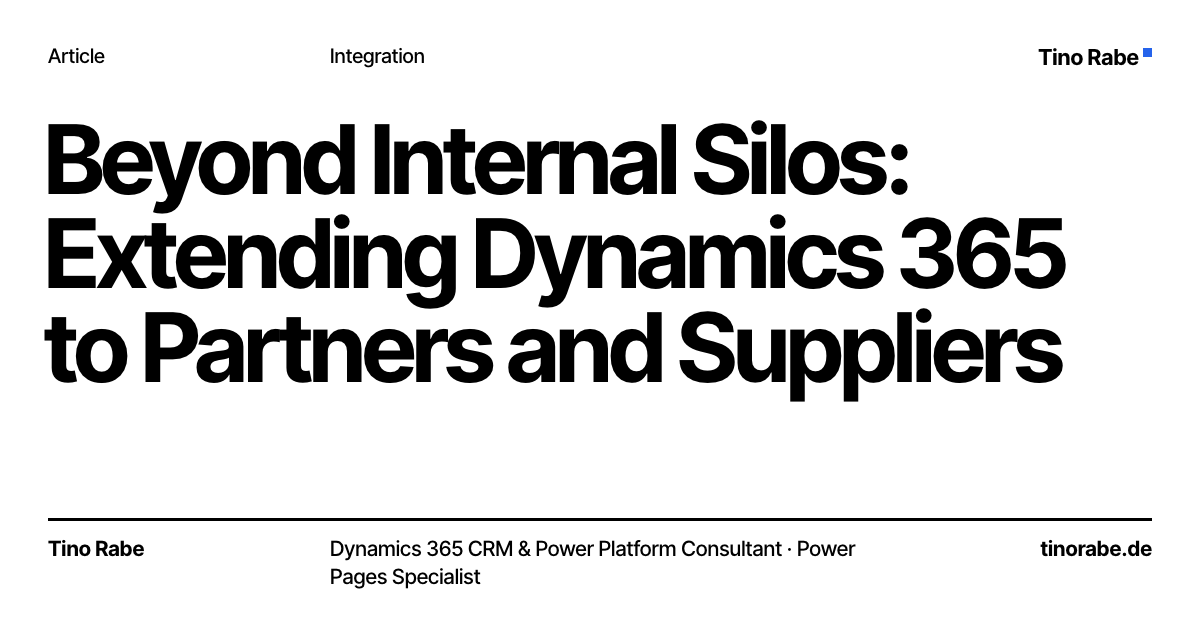 Article
Integration
Tino Rabe
Beyond Internal Silos:
Extending Dynamics 365
to Partners and Suppliers
Tino Rabe
Dynamics 365 CRM & Power Platform Consultant · Power
Pages Specialist
tinorabe.de